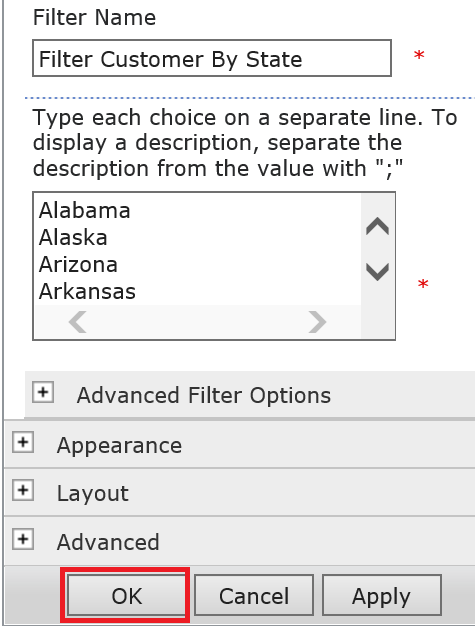 Filter Name
Filter Customer By State
*
Type each choice on a separate line. To
display a description, separate the
description from the value with ";"
Alabama
Alaska
Arizona
Arkansas
*
Advanced Filter Options
Appearance
Layout
Advanced
OK Cancel Apply